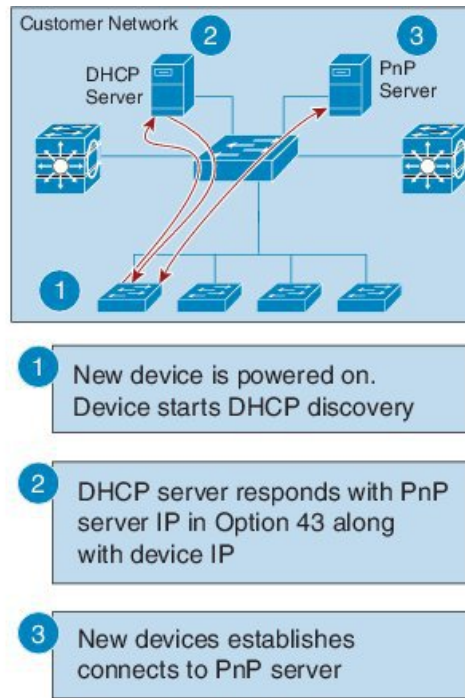 Customer Network
2
3
DHCP
Server
PnP
Server
1
1
New device is powered on.
Device starts DHCP discovery
2
DHCP server responds with PnP
server IP in Option 43 along
with device IP
3
New devices establishes
connects to PnP server